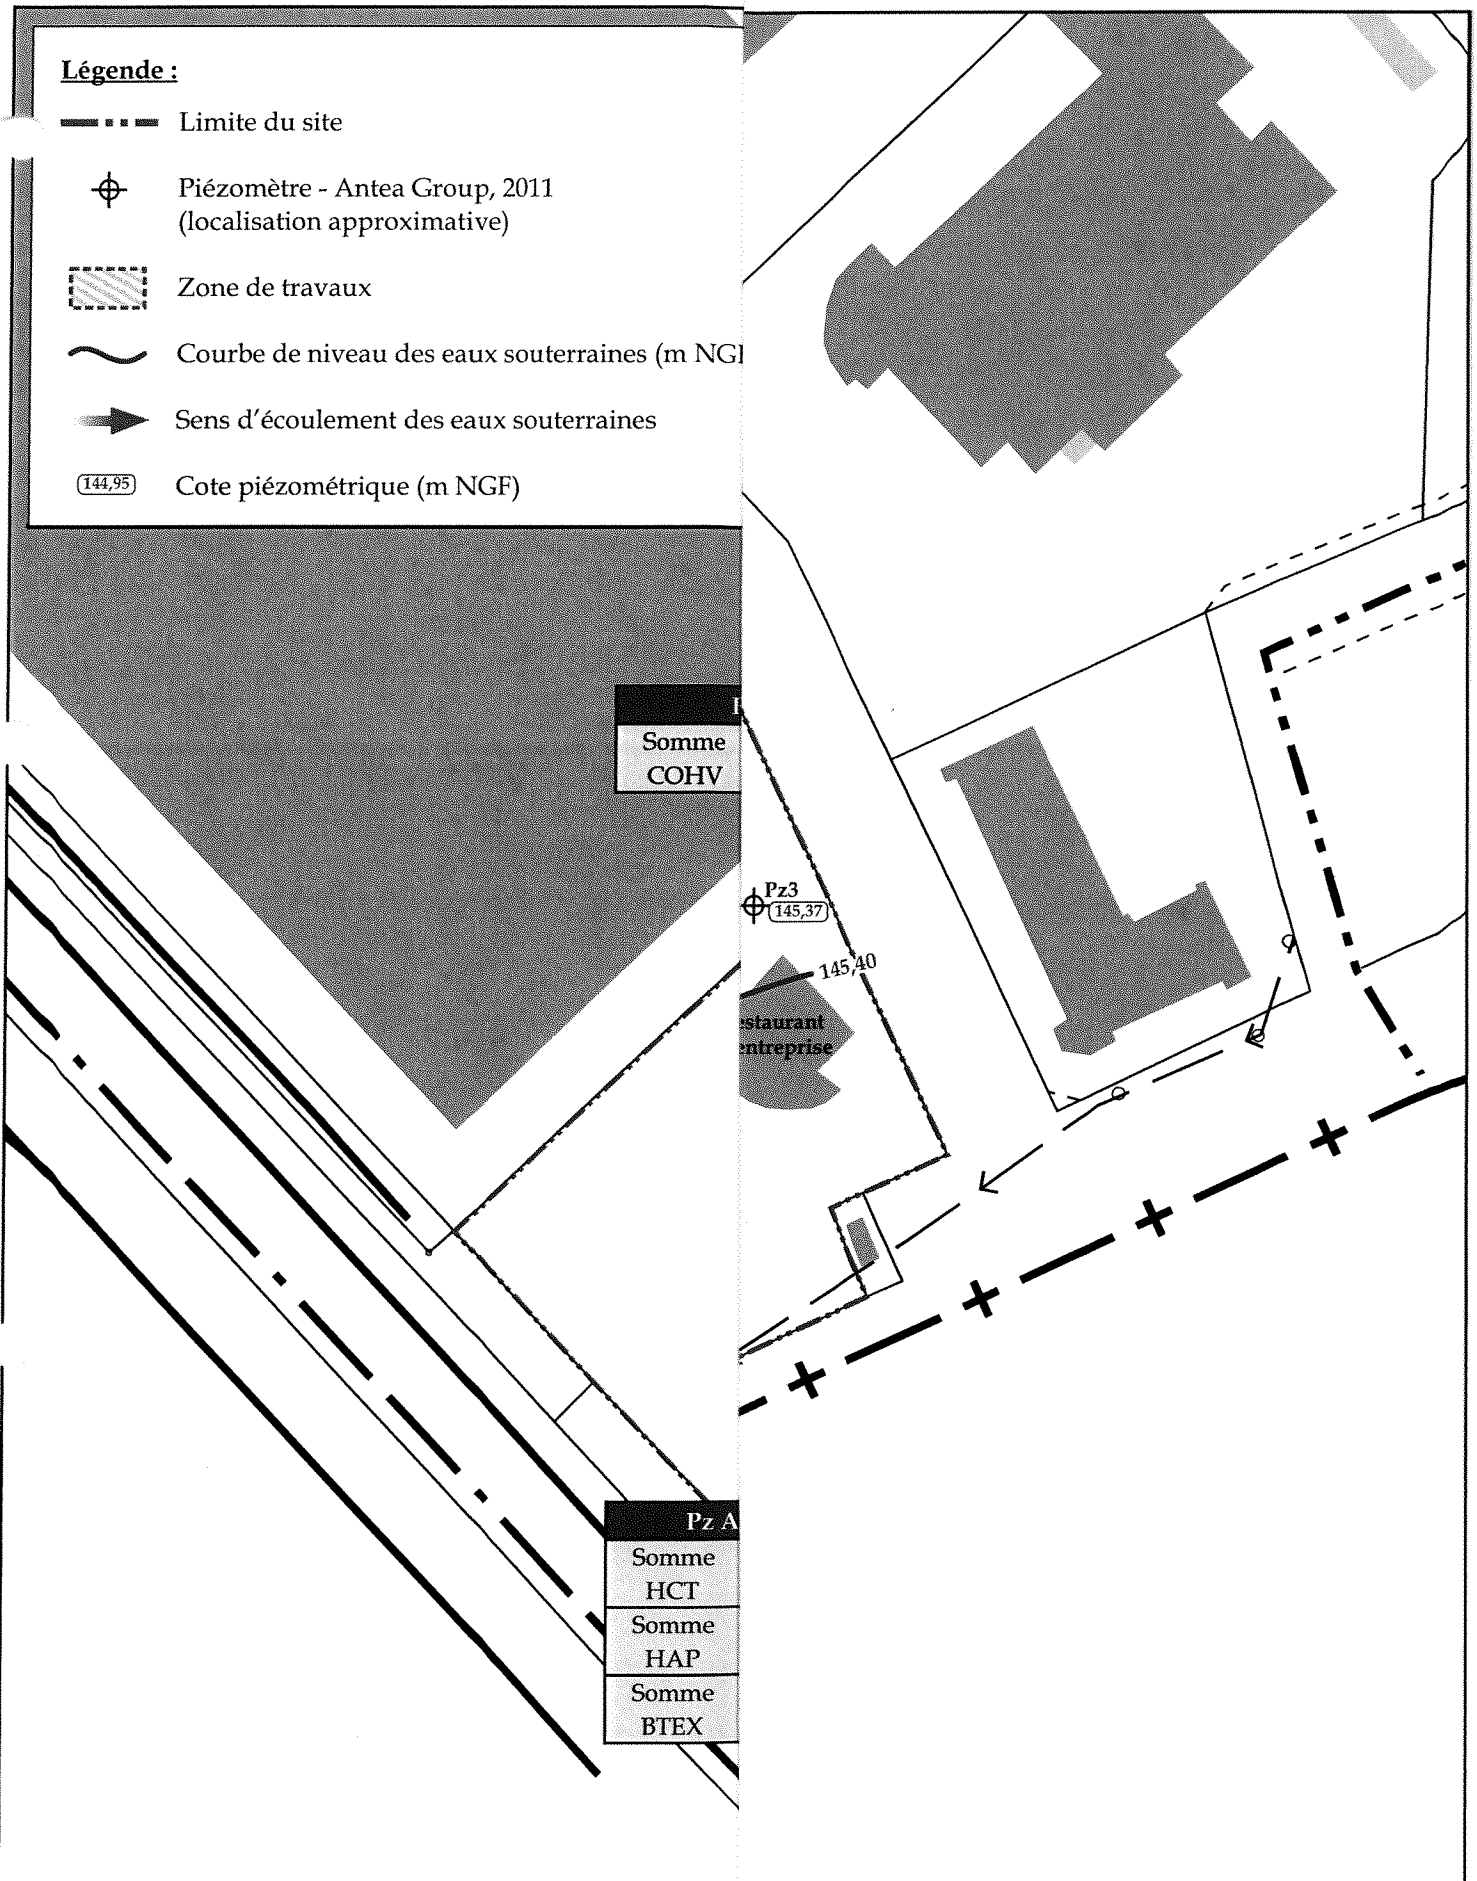 Légende :
Limite du site
Piézomètre - Antea Group, 2011
(localisation approximative)
Zone de travaux
Courbe de niveau des eaux souterraines (m NG
Sens d'écoulement des eaux souterraines
144,95
Cote piézométrique (m NGF)
Somme
COHV
Pz3
145,37
145,40
staurant
entreprise
Pz A
Somme
HCT
Somme
HAP
Somme
BTEX